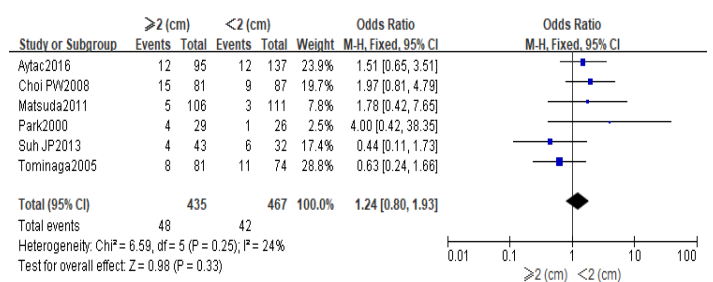 ⩾2 (cm) <2 (cm) Odds Ratio Odds Ratio
Study or Subgroup Events Total Events Total Weight M-H, Fixed, 95% CI M-H, Fixed, 95% CI
Aytac2016 12 95 12 137 23.9% 1.51 [0.65, 3.51]
Choi PW2008 15 81 9 87 19.7% 1.97 [0.81, 4.79]
Matsuda2011 5 106 3 111 7.8% 1.78 [0.42, 7.65]
Park2000 4 29 1 26 2.5% 4.00 [0.42, 38.35]
Suh JP2013 4 43 6 32 17.4% 0.44 [0.11, 1.73]
Tominaga2005 8 81 11 74 28.8% 0.63 [0.24, 1.66]
Total (95% CI) 435 467 100.0% 1.24 [0.80, 1.93]
Total events 48 42
Heterogeneity: Chi² = 6.59, df = 5 (P = 0.25); I² = 24%
Test for overall effect: Z = 0.98 (P = 0.33)
0.01 0.1 1 10 100
⩾2 (cm) <2 (cm)